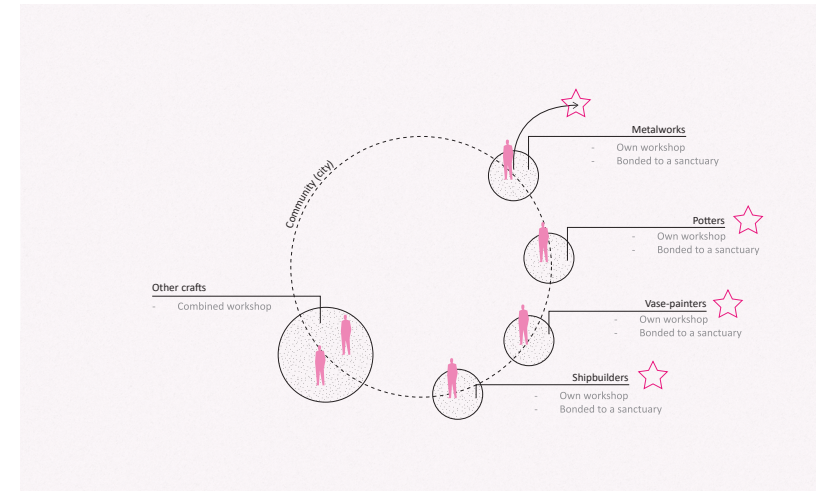 Community (city)
Metalworks
- Own workshop
- Bonded to a sanctuary
Potters
- Own workshop
- Bonded to a sanctuary
Vase-painters
- Own workshop
- Bonded to a sanctuary
Shipbuilders
- Own workshop
- Bonded to a sanctuary
Other crafts
- Combined workshop